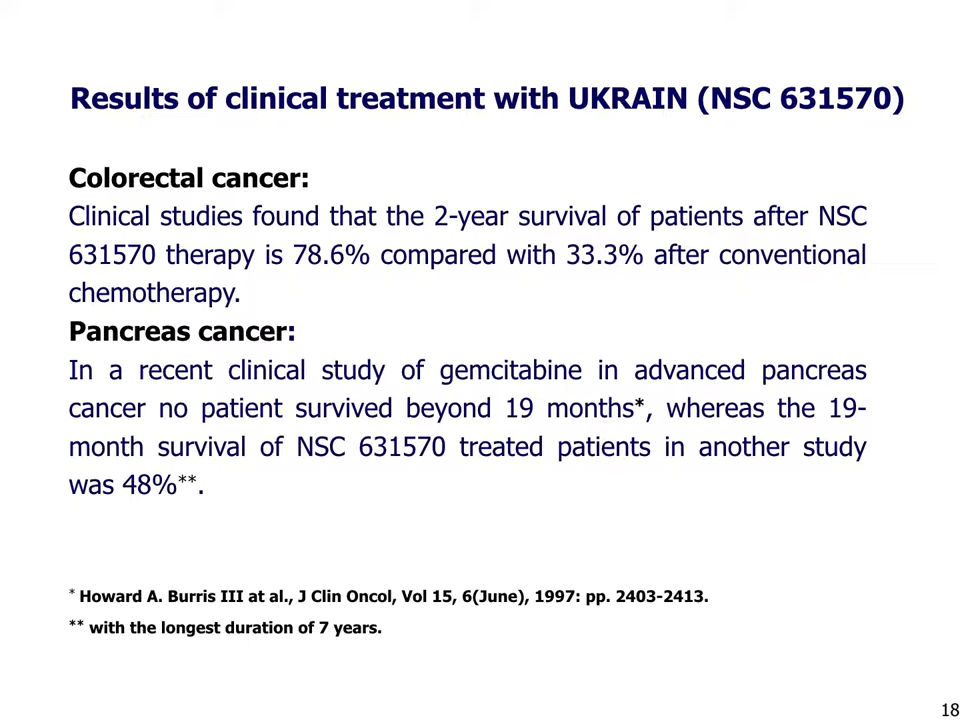 Results of clinical treatment with UKRAIN (NSC 631570)
Colorectal cancer:
Clinical studies found that the 2-year survival of patients after NSC
631570 therapy is 78.6% compared with 33.3% after conventional
chemotherapy.
Pancreas cancer:
In a recent clinical study of gemcitabine in advanced pancreas
cancer no patient survived beyond 19 months*, whereas the 19-
month survival of NSC 631570 treated patients in another study
was 48%**.
* Howard A. Burris III at al., J Clin Oncol, Vol 15, 6(June), 1997: pp. 2403-2413.
** with the longest duration of 7 years.
18